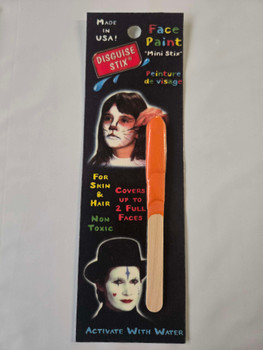 Made in
USA!
Disguise
Stix®
Face
Paint
"Mini Stix"
Peinture
de visage
For
Skin
&
Hair
Non
Toxic
Covers
up to
2 Full
Faces
Activate With Water